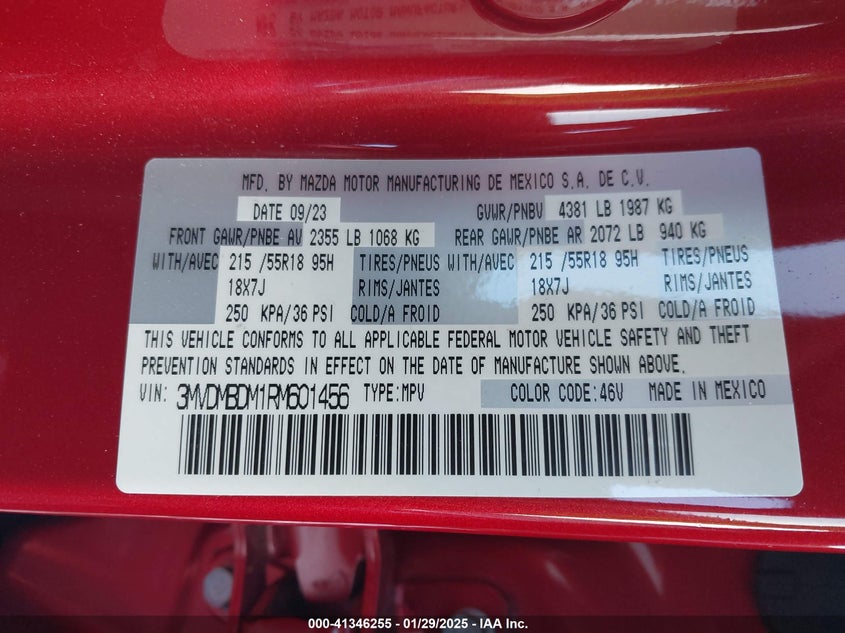 MFD. BY MAZDA MOTOR MANUFACTURING DE MEXICO S.A. DE C.V.
DATE 09/23 GVWR/PNBV 4381 LB 1987 KG
FRONT GAWR/PNBE AV 2355 LB 1068 KG REAR GAWR/PNBE AR 2072 LB 940 KG
WITH/AVEC 215 /55R18 95H TIRES/PNEUS WITH/AVEC 215 /55R18 95H TIRES/PNEUS
18X7J RIMS/JANTES 18X7J RIMS/JANTES
250 KPA/36 PSI COLD/A FROID 250 KPA/36 PSI COLD/A FROID
THIS VEHICLE CONFORMS TO ALL APPLICABLE FEDERAL MOTOR VEHICLE SAFETY AND THEFT
PREVENTION STANDARDS IN EFFECT ON THE DATE OF MANUFACTURE SHOWN ABOVE.
VIN: 3MVDMBDM1RM601456 TYPE:MPV COLOR CODE:46V MADE IN MEXICO
000-41346255 - 01/29/2025 - IAA Inc.